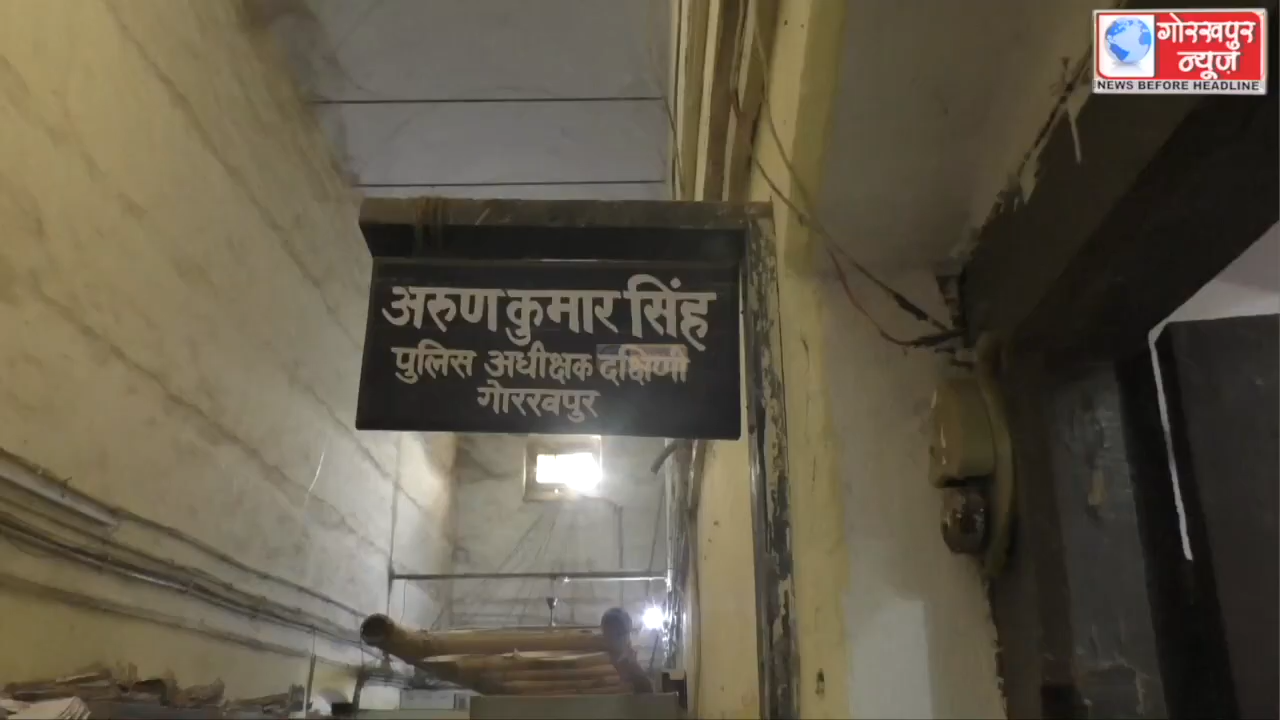 गोरखपुर
न्यूज़
NEWS BEFORE HEADLINE
अरुण कुमार सिंह
पुलिस अधीक्षक दक्षिणी
गोरखपुर